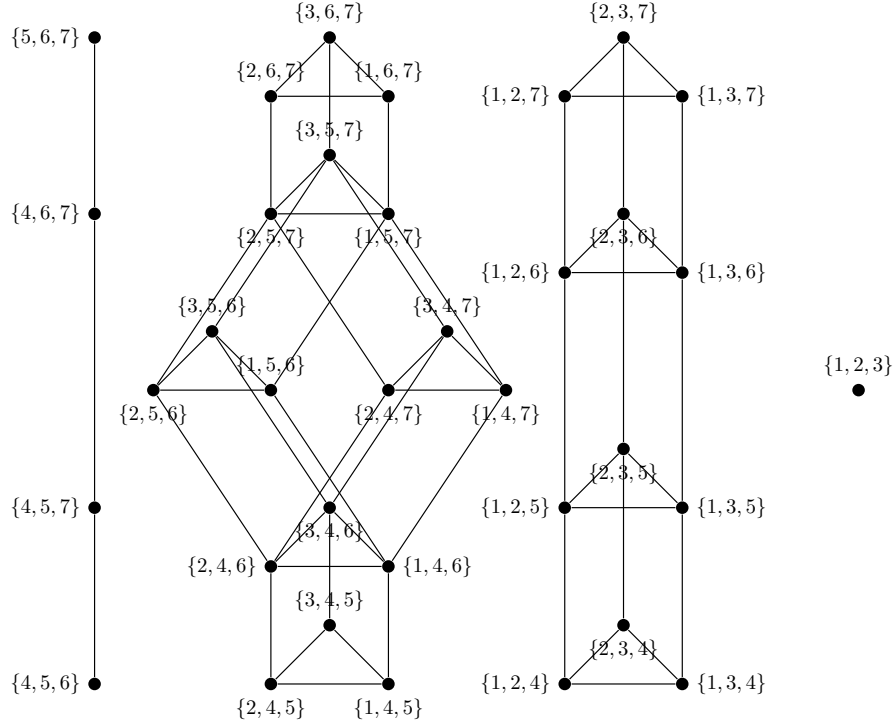 {3, 6, 7}
{2, 3, 7}
{5, 6, 7}
{2, 6, 7}
{1, 6, 7}
{1, 2, 7}
{1, 3, 7}
{3, 5, 7}
{4, 6, 7}
{2, 5, 7}
{1, 5, 7}
{2, 3, 6}
{1, 2, 6}
{1, 3, 6}
{3, 5, 6}
{3, 4, 7}
{1, 5, 6}
{1, 2, 3}
{2, 5, 6}
{2, 4, 7}
{1, 4, 7}
{2, 3, 5}
{4, 5, 7}
{1, 2, 5}
{1, 3, 5}
{3, 4, 6}
{2, 4, 6}
{1, 4, 6}
{3, 4, 5}
{2, 3, 4}
{4, 5, 6}
{1, 2, 4}
{1, 3, 4}
{2, 4, 5}
{1, 4, 5}